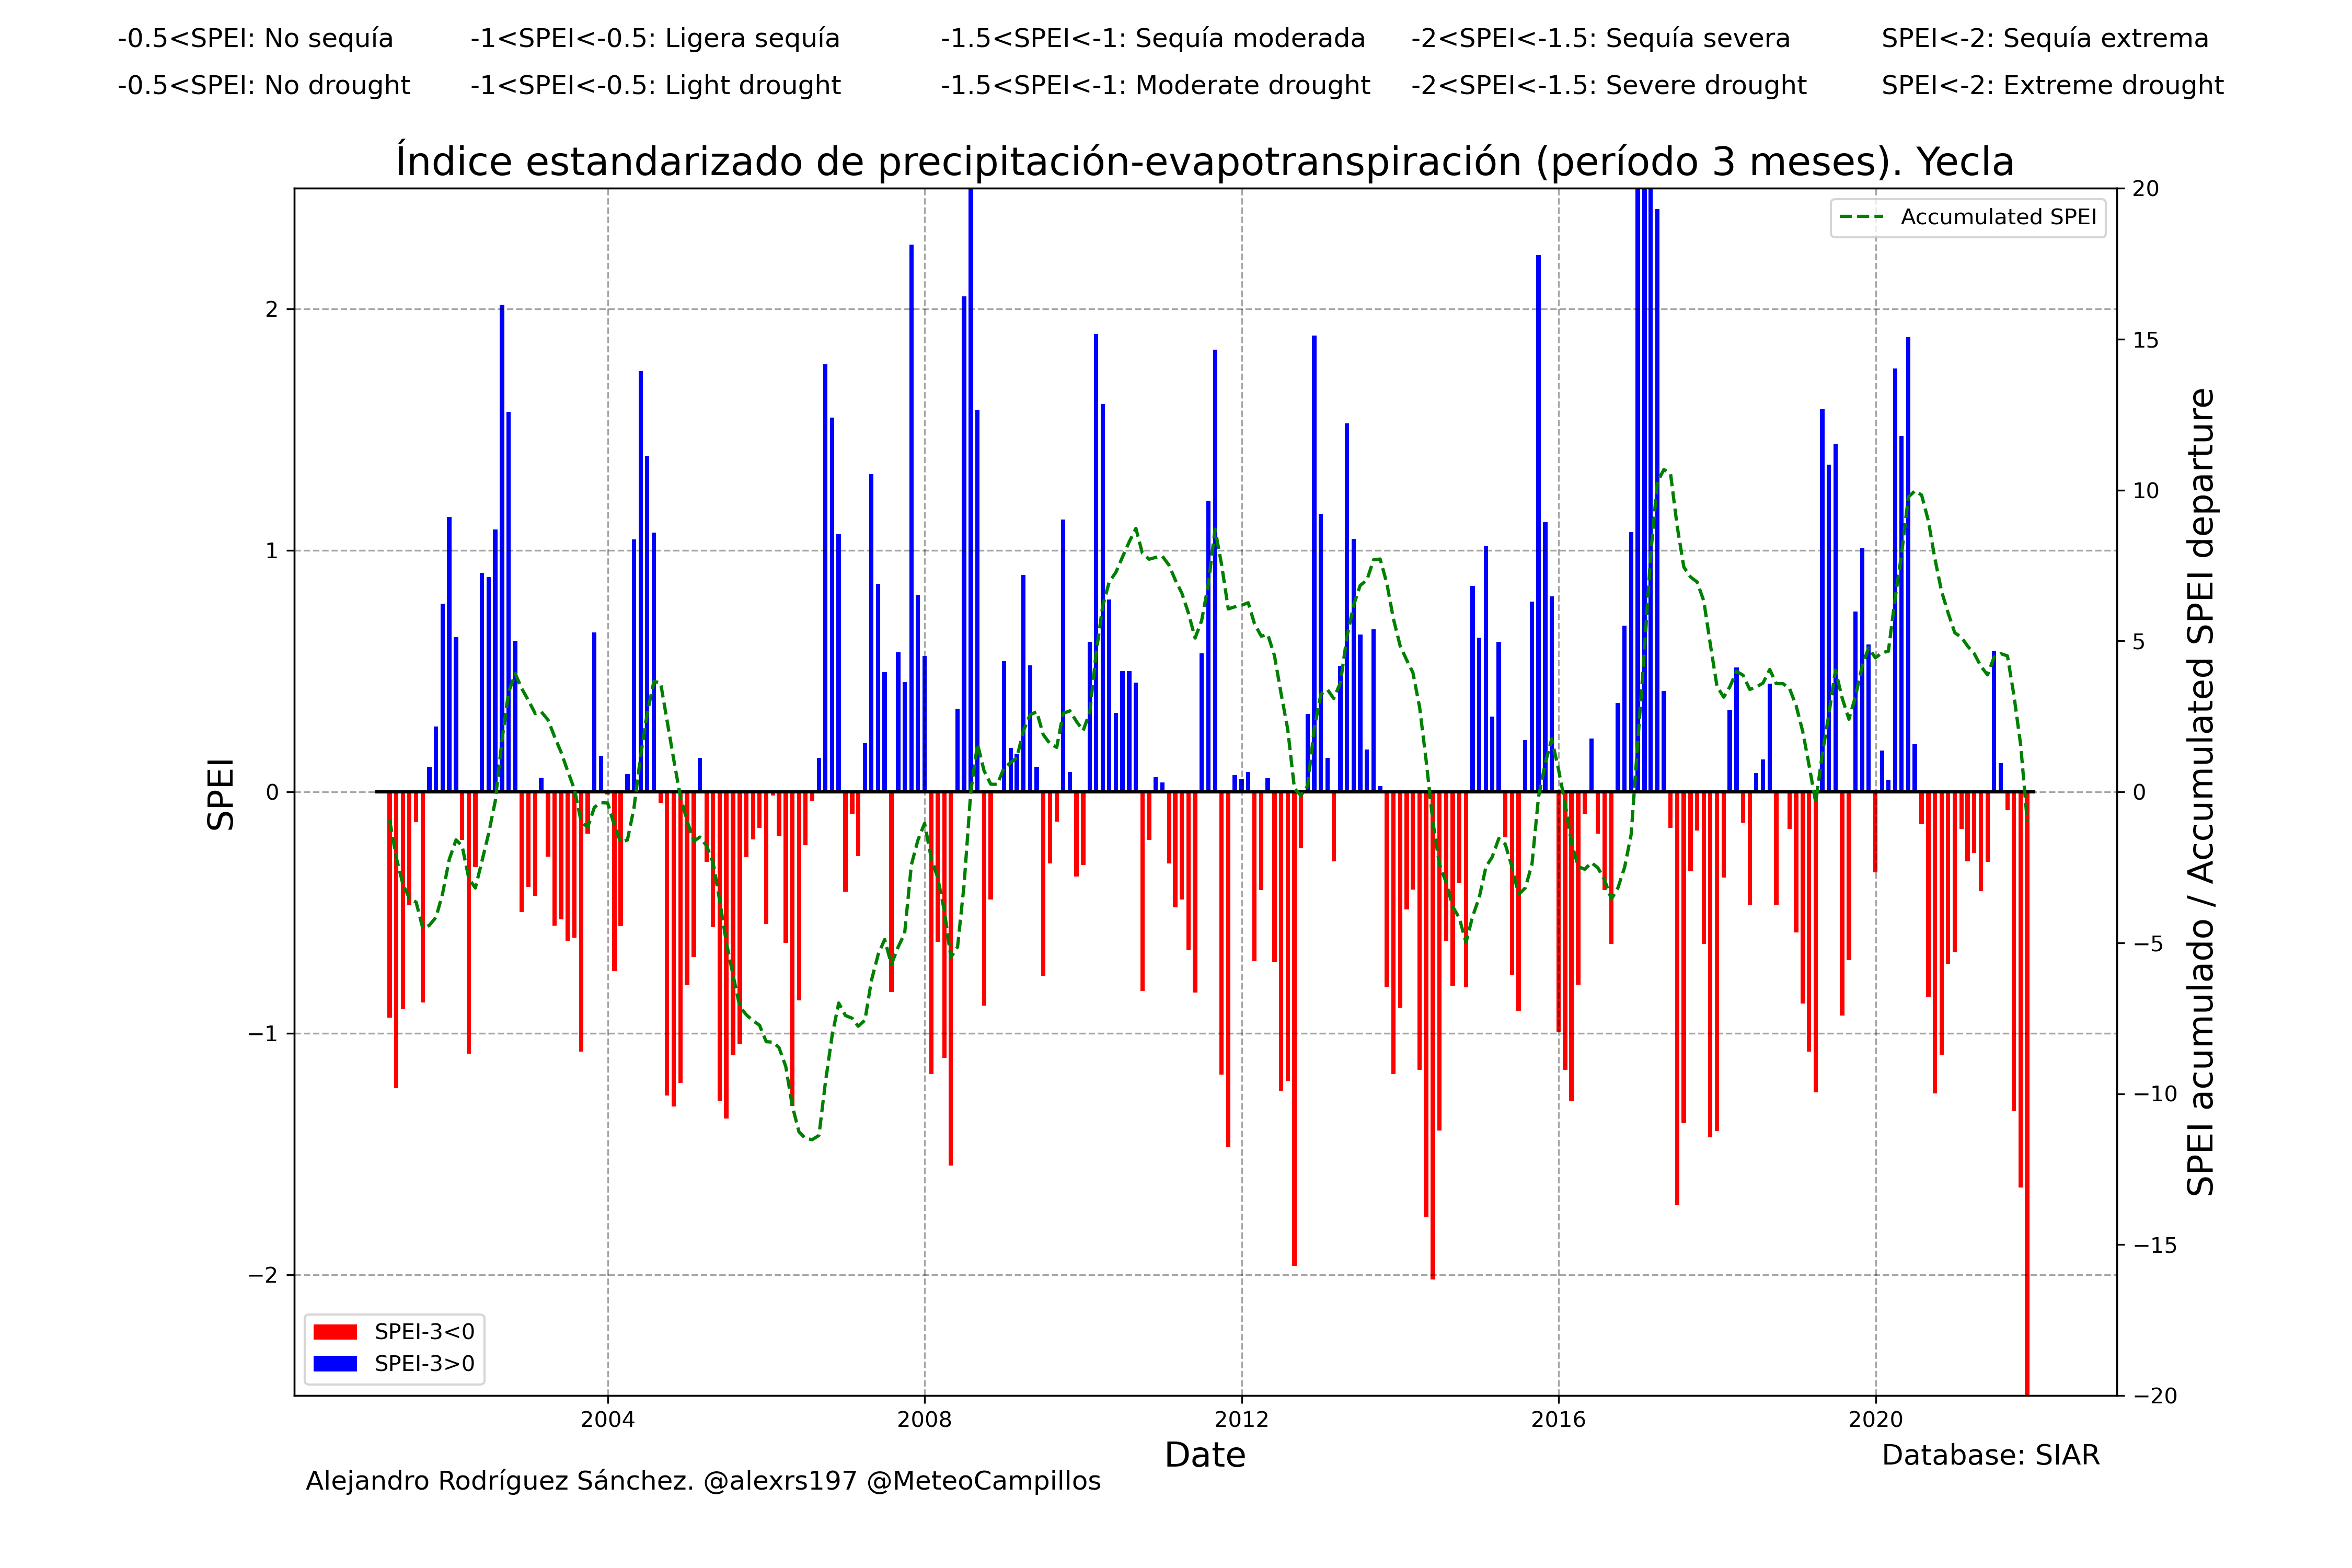 -0.5<SPEI: No sequía -1<SPEI<-0.5: Ligera sequía -1.5<SPEI<-1: Sequía moderada -2<SPEI<-1.5: Sequía severa SPEI<-2: Sequía extrema
-0.5<SPEI: No drought -1<SPEI<-0.5: Light drought -1.5<SPEI<-1: Moderate drought -2<SPEI<-1.5: Severe drought SPEI<-2: Extreme drought
Índice estandarizado de precipitación-evapotranspiración (período 3 meses). Yecla
Accumulated SPEI
2
1
0
−1
−2
SPEI
20
15
10
5
0
−5
−10
−15
−20
SPEI acumulado / Accumulated SPEI departure
SPEI-3<0
SPEI-3>0
2004 2008 2012 2016 2020
Date
Database: SIAR
Alejandro Rodríguez Sánchez. @alexrs197 @MeteoCampillos